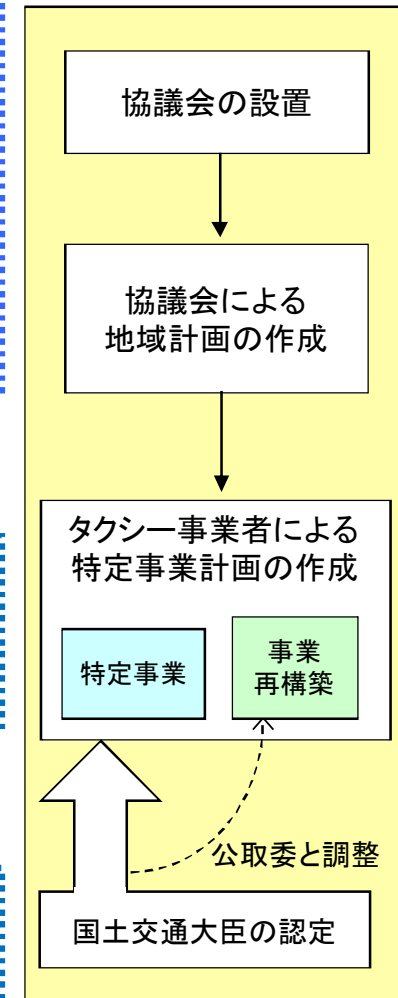 協議会の設置
協議会による
地域計画の作成
タクシー事業者による
特定事業計画の作成
特定事業
事業
再構築
公取委と調整
国土交通大臣の認定